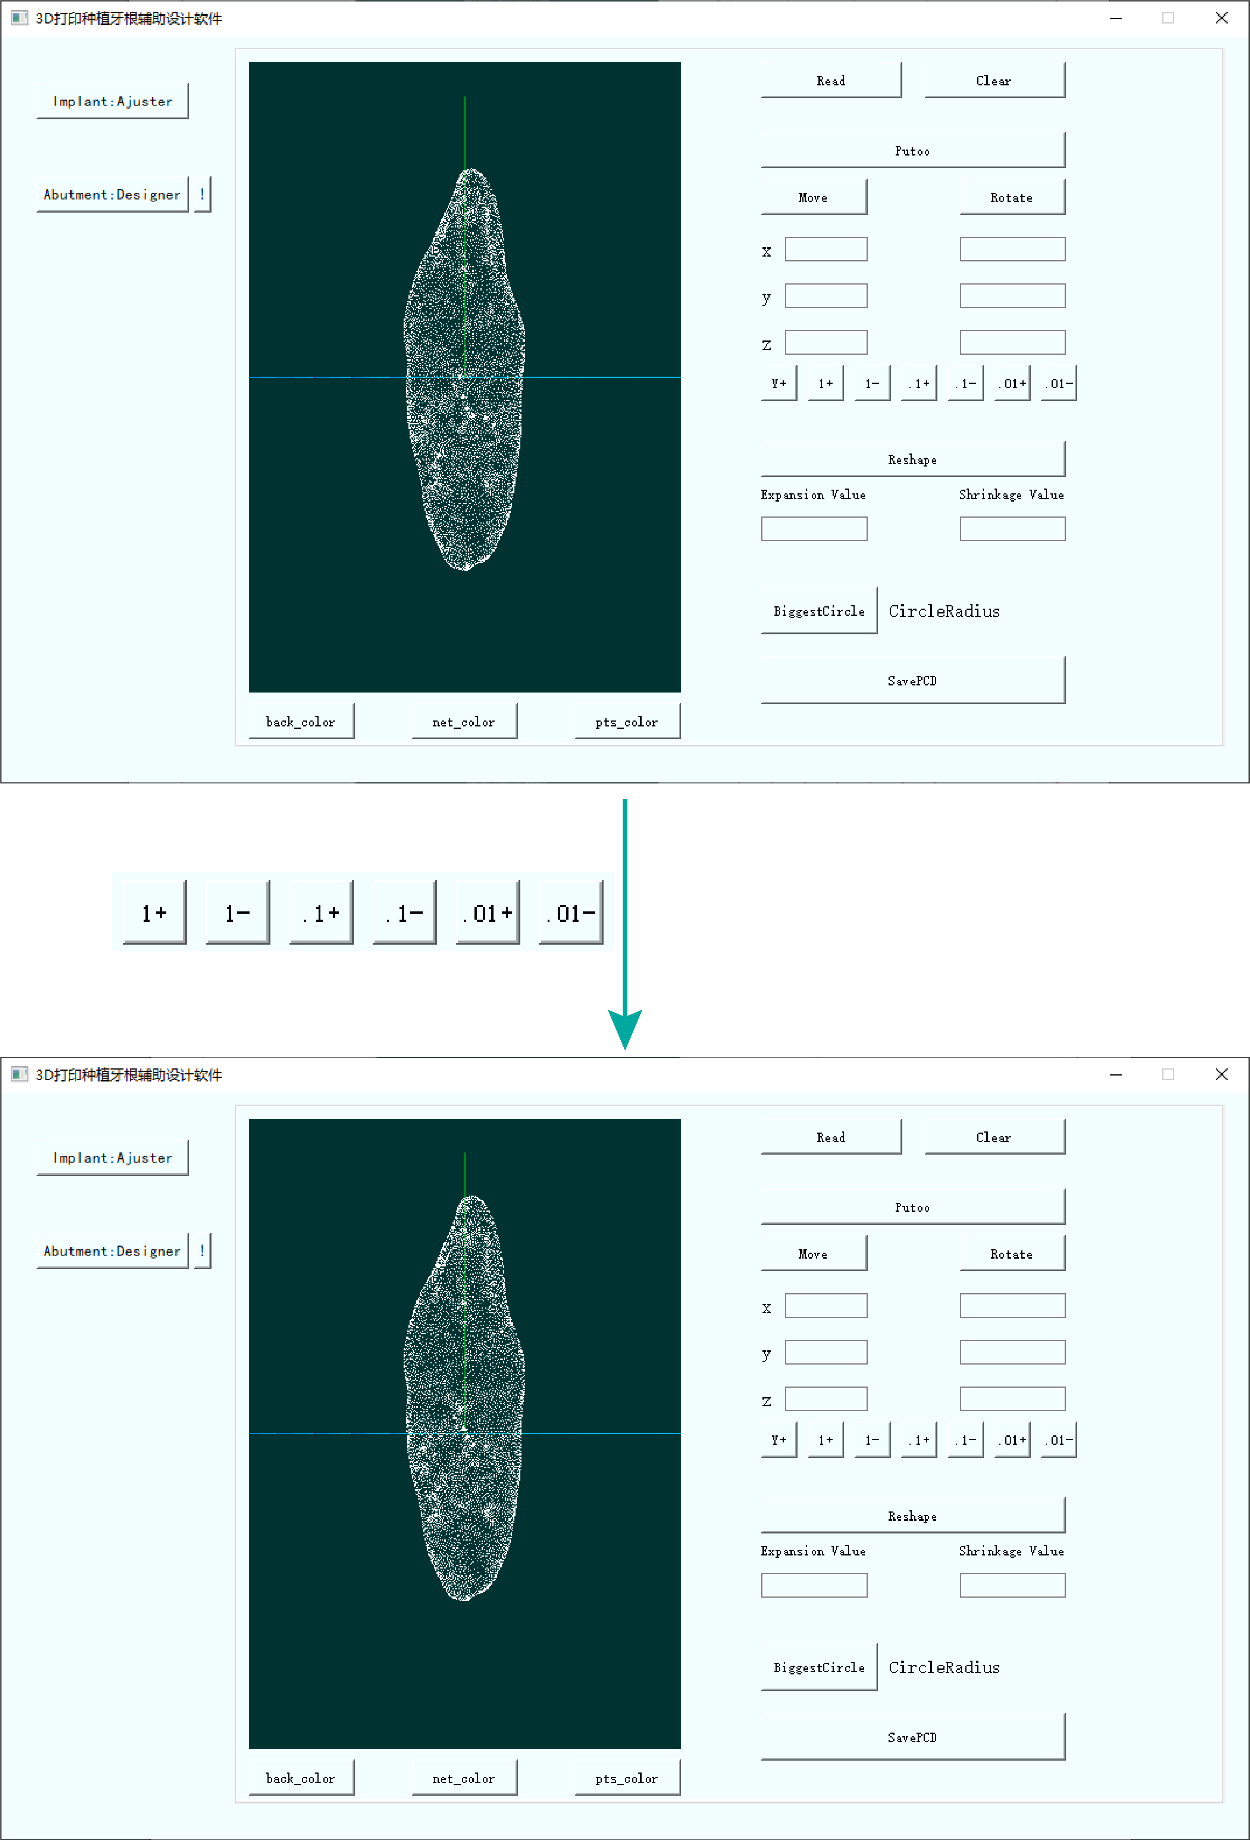 3D打印种植牙根辅助设计软件
Implant:Ajuster
Abutment:Designer !
Read Clear
Putoo
Move Rotate
x
y
z
Y+ 1+ 1- .1+ .1- .01+ .01-
Reshape
Expansion Value Shrinkage Value
BiggestCircle CircleRadius
SavePCD
back_color net_color pts_color
1+ 1- .1+ .1- .01+ .01-
3D打印种植牙根辅助设计软件
Implant:Ajuster
Abutment:Designer !
Read Clear
Putoo
Move Rotate
x
y
z
Y+ 1+ 1- .1+ .1- .01+ .01-
Reshape
Expansion Value Shrinkage Value
BiggestCircle CircleRadius
SavePCD
back_color net_color pts_color